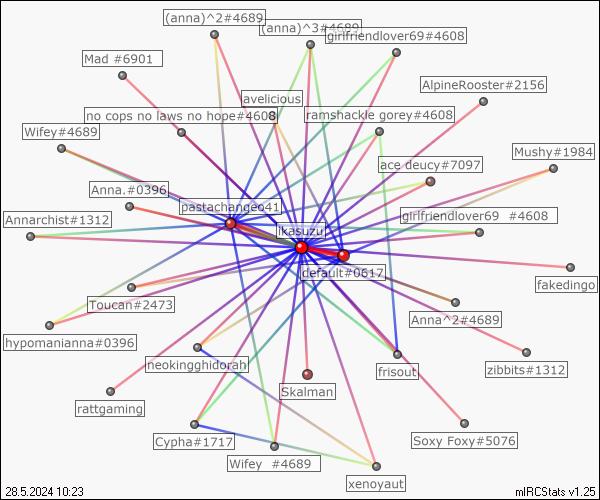 (anna)^2#4689
(anna)^3#4689
girlfriendlover69#4608
Mad #6901
AlpineRooster#2156
avelicious
no cops no laws no hope#4608
ramshackle gorey#4608
Wifey#4689
Mushy#1984
ace deucy#7097
Anna.#0396
pastachangeo41
Annarchist#1312
girlfriendlover69 #4608
ikasuzu
default#0617
fakedingo
Toucan#2473
Anna^2#4689
hypomanianna#0396
neokingghidorah
frisout
zibbits#1312
Skalman
rattgaming
Cypha#1717
Soxy Foxy#5076
Wifey #4689
xenoyaut
28.5.2024 10:23
mIRCStats v1.25